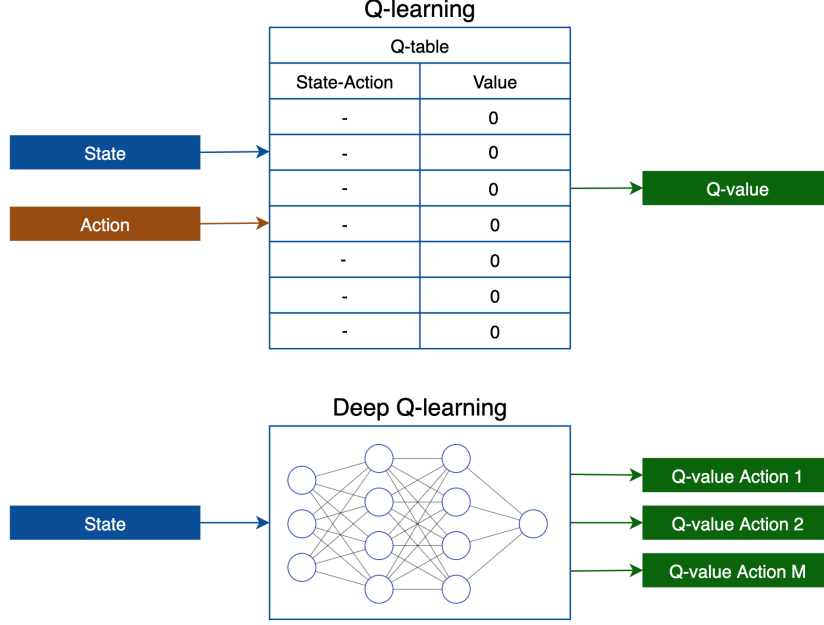 Q-learning
Q-table
State-Action Value
- 0
- 0
- 0
- 0
- 0
- 0
- 0
State
Action
Q-value
Deep Q-learning
State
Q-value Action 1
Q-value Action 2
Q-value Action M